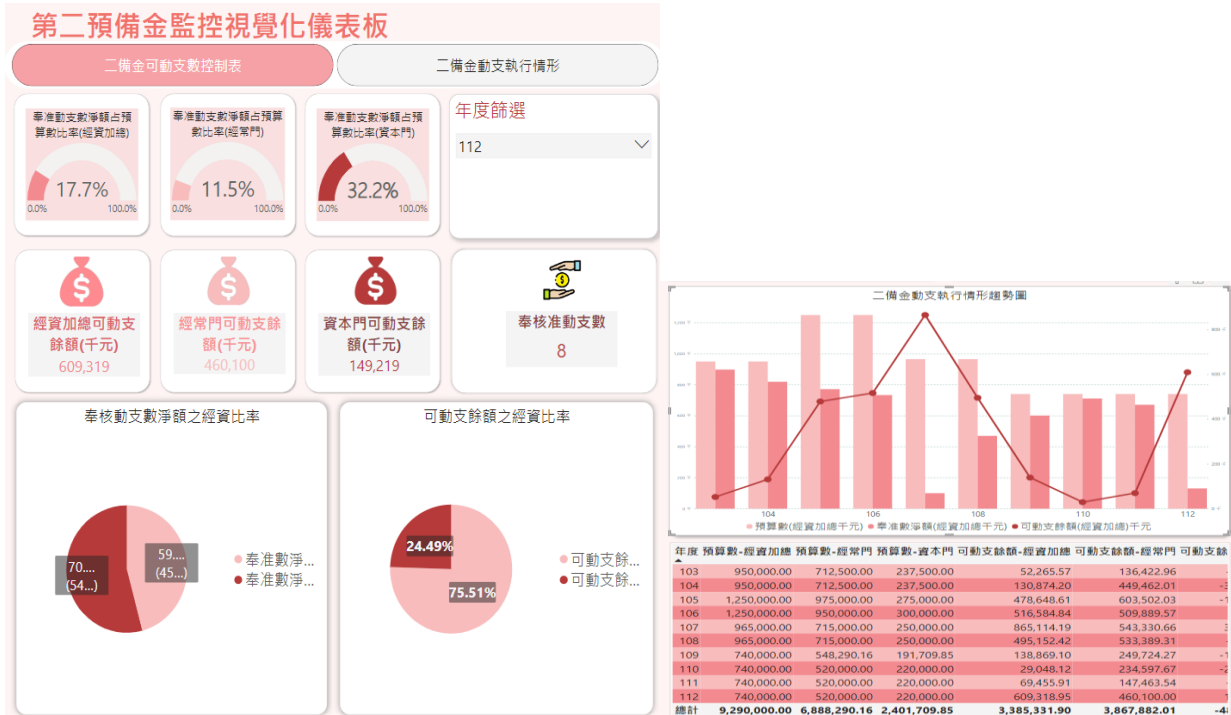 第二預備金監控視覺化儀表板
二備金可動支數控制表
二備金動支執行情形
奉准動支數淨額占預
算數比率(經資加總)
17.7%
0.0% 100.0%
奉准動支數淨額占預算
數比率(經常門)
11.5%
0.0% 100.0%
奉准動支數淨額占預
算數比率(資本門)
32.2%
0.0% 100.0%
年度篩選
112
經資加總可動支
餘額(千元)
609,319
經常門可動支餘
額(千元)
460,100
資本門可動支餘
額(千元)
149,219
奉核准動支數
8
奉核動支數淨額之經資比率
70....
(54...)
59....
(45...)
奉准動支數淨...
奉准動支數淨...
可動支餘額之經資比率
24.49%
75.51%
可動支餘...
可動支餘...
二備金動支執行情形趨勢圖
104 106 108 110 112
預算數(經資加總千元) 奉准數淨額(經資加總千元) 可動支餘額(經資加總)千元
年度 預算數-經資加總 預算數-經常門 預算數-資本門 可動支餘額-經資加總 可動支餘額-經常門 可動支餘
103 950,000.00 712,500.00 237,500.00 52,265.57 136,422.96
104 950,000.00 712,500.00 237,500.00 130,874.20 449,462.01
105 1,250,000.00 975,000.00 275,000.00 478,648.61 603,502.03
106 1,250,000.00 950,000.00 300,000.00 516,584.84 509,889.57
107 965,000.00 715,000.00 250,000.00 865,114.19 543,330.66
108 965,000.00 715,000.00 250,000.00 495,152.42 533,389.31
109 740,000.00 548,290.16 191,709.85 138,869.10 249,724.27
110 740,000.00 520,000.00 220,000.00 29,048.12 234,597.67
111 740,000.00 520,000.00 220,000.00 69,455.91 147,463.54
112 740,000.00 520,000.00 220,000.00 609,318.95 460,100.00
總計 9,290,000.00 6,888,290.16 2,401,709.85 3,385,331.90 3,867,882.01